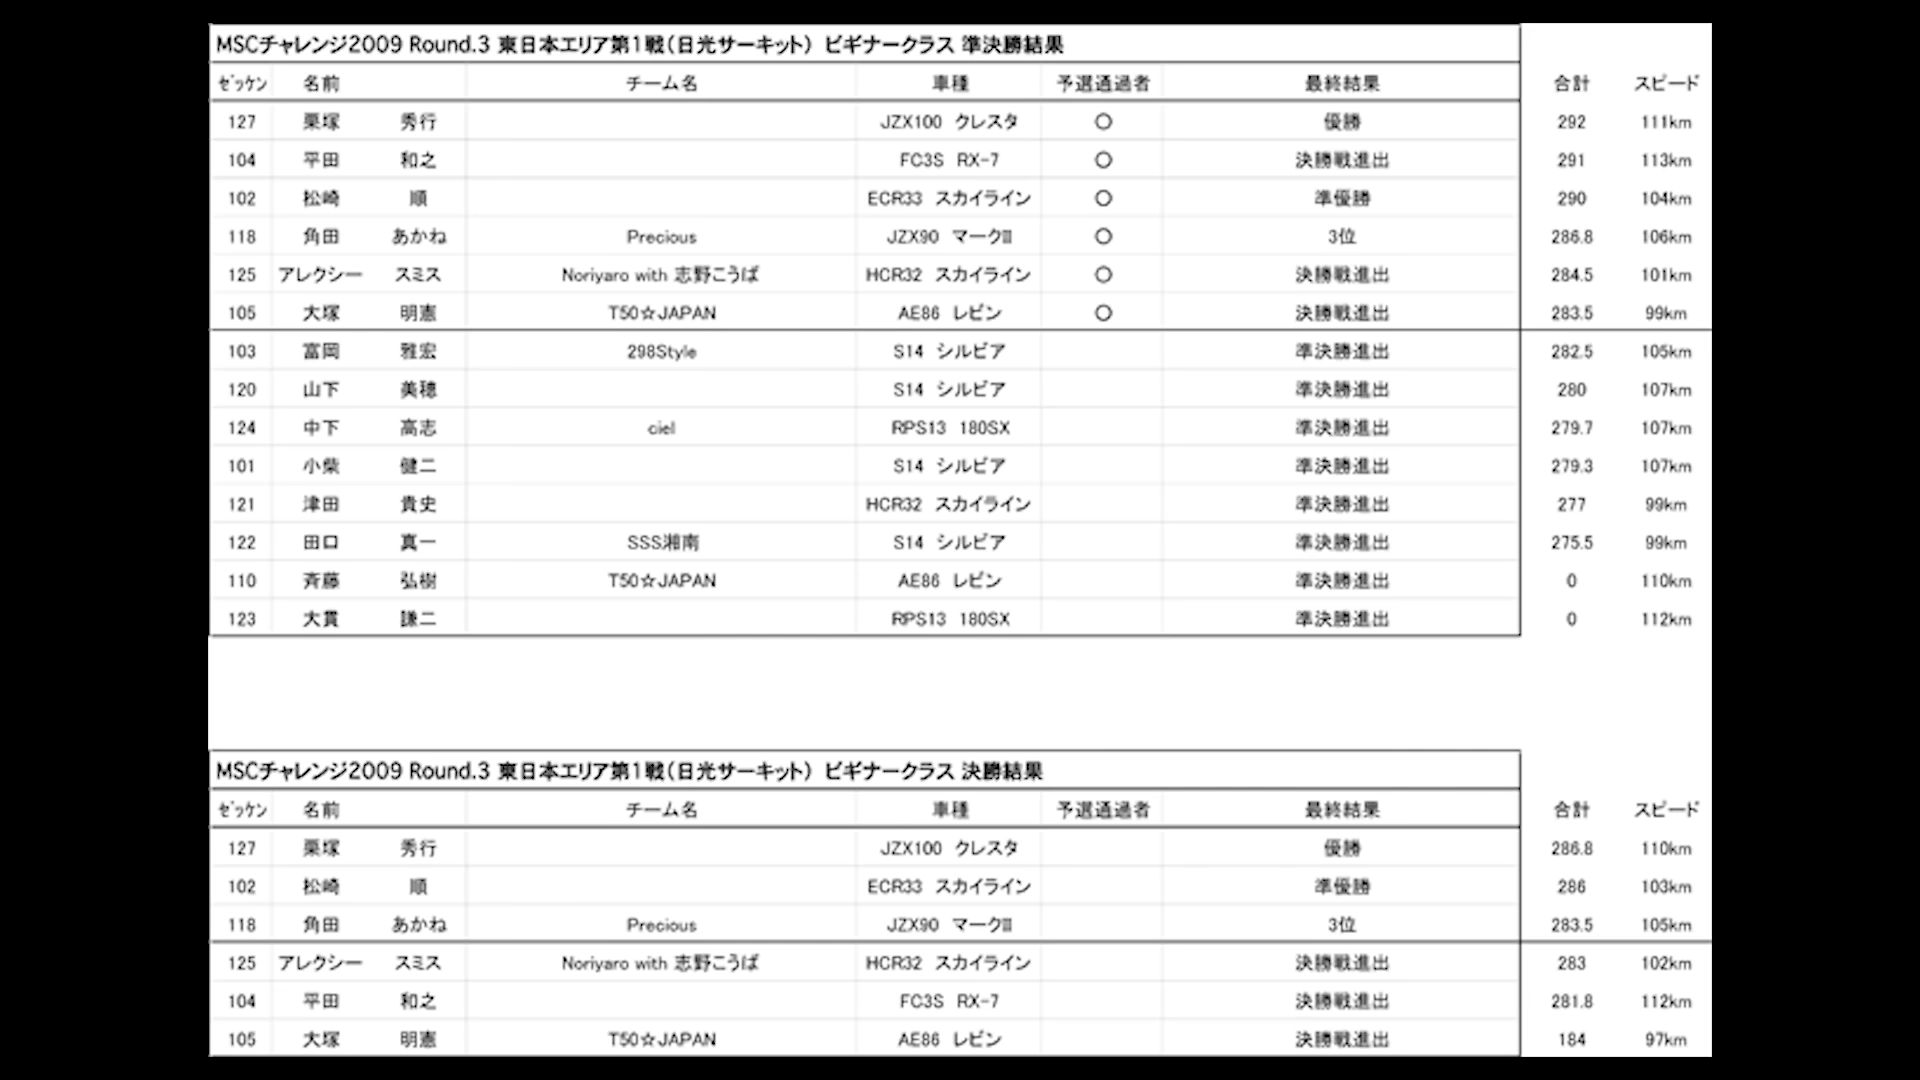 MSCチャレンジ2009 Round.3 東日本エリア第1戦(日光サーキット) ビギナークラス 準決勝結果
ｾﾞｯケン 名前 チーム名 車種 予選通過者 最終結果 合計 スピード
127 栗塚 秀行 JZX100 クレスタ ○ 優勝 292 111km
104 平田 和之 FC3S RX-7 ○ 決勝戦進出 291 113km
102 松崎 順 ECR33 スカイライン ○ 準優勝 290 104km
118 角田 あかね Precious JZX90 マークⅡ ○ 3位 286.8 106km
125 アレクシー スミス Noriyaro with 志野こうば HCR32 スカイライン ○ 決勝戦進出 284.5 101km
105 大塚 明憲 T50☆JAPAN AE86 レビン ○ 決勝戦進出 283.5 99km
103 富岡 雅宏 298Style S14 シルビア 準決勝進出 282.5 105km
120 山下 美穂 S14 シルビア 準決勝進出 280 107km
124 中下 高志 ciel RPS13 180SX 準決勝進出 279.7 107km
101 小柴 健二 S14 シルビア 準決勝進出 279.3 107km
121 津田 貴史 HCR32 スカイライン 準決勝進出 277 99km
122 田口 真一 SSS湘南 S14 シルビア 準決勝進出 275.5 99km
110 斉藤 弘樹 T50☆JAPAN AE86 レビン 準決勝進出 0 110km
123 大貫 謙二 RPS13 180SX 準決勝進出 0 112km
MSCチャレンジ2009 Round.3 東日本エリア第1戦(日光サーキット) ビギナークラス 決勝結果
ｾﾞｯケン 名前 チーム名 車種 予選通過者 最終結果 合計 スピード
127 栗塚 秀行 JZX100 クレスタ 優勝 286.8 110km
102 松崎 順 ECR33 スカイライン 準優勝 286 103km
118 角田 あかね Precious JZX90 マークⅡ 3位 283.5 105km
125 アレクシー スミス Noriyaro with 志野こうば HCR32 スカイライン 決勝戦進出 283 102km
104 平田 和之 FC3S RX-7 決勝戦進出 281.8 112km
105 大塚 明憲 T50☆JAPAN AE86 レビン 決勝戦進出 184 97km